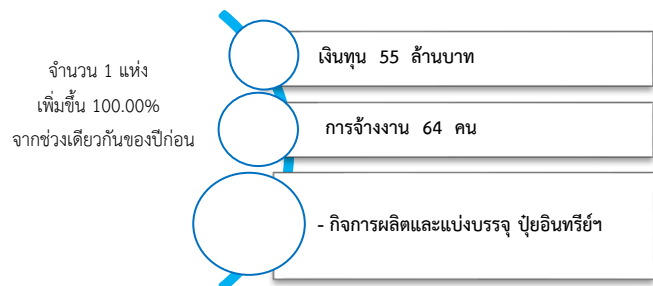 จำนวน 1 แห่ง
เพิ่มขึ้น 100.00%
จากช่วงเดียวกันของปีก่อน
เงินทุน 55 ล้านบาท
การจ้างงาน 64 คน
- กิจการผลิตและแบ่งบรรจุ ปุ๋ยอินทรีย์ฯ